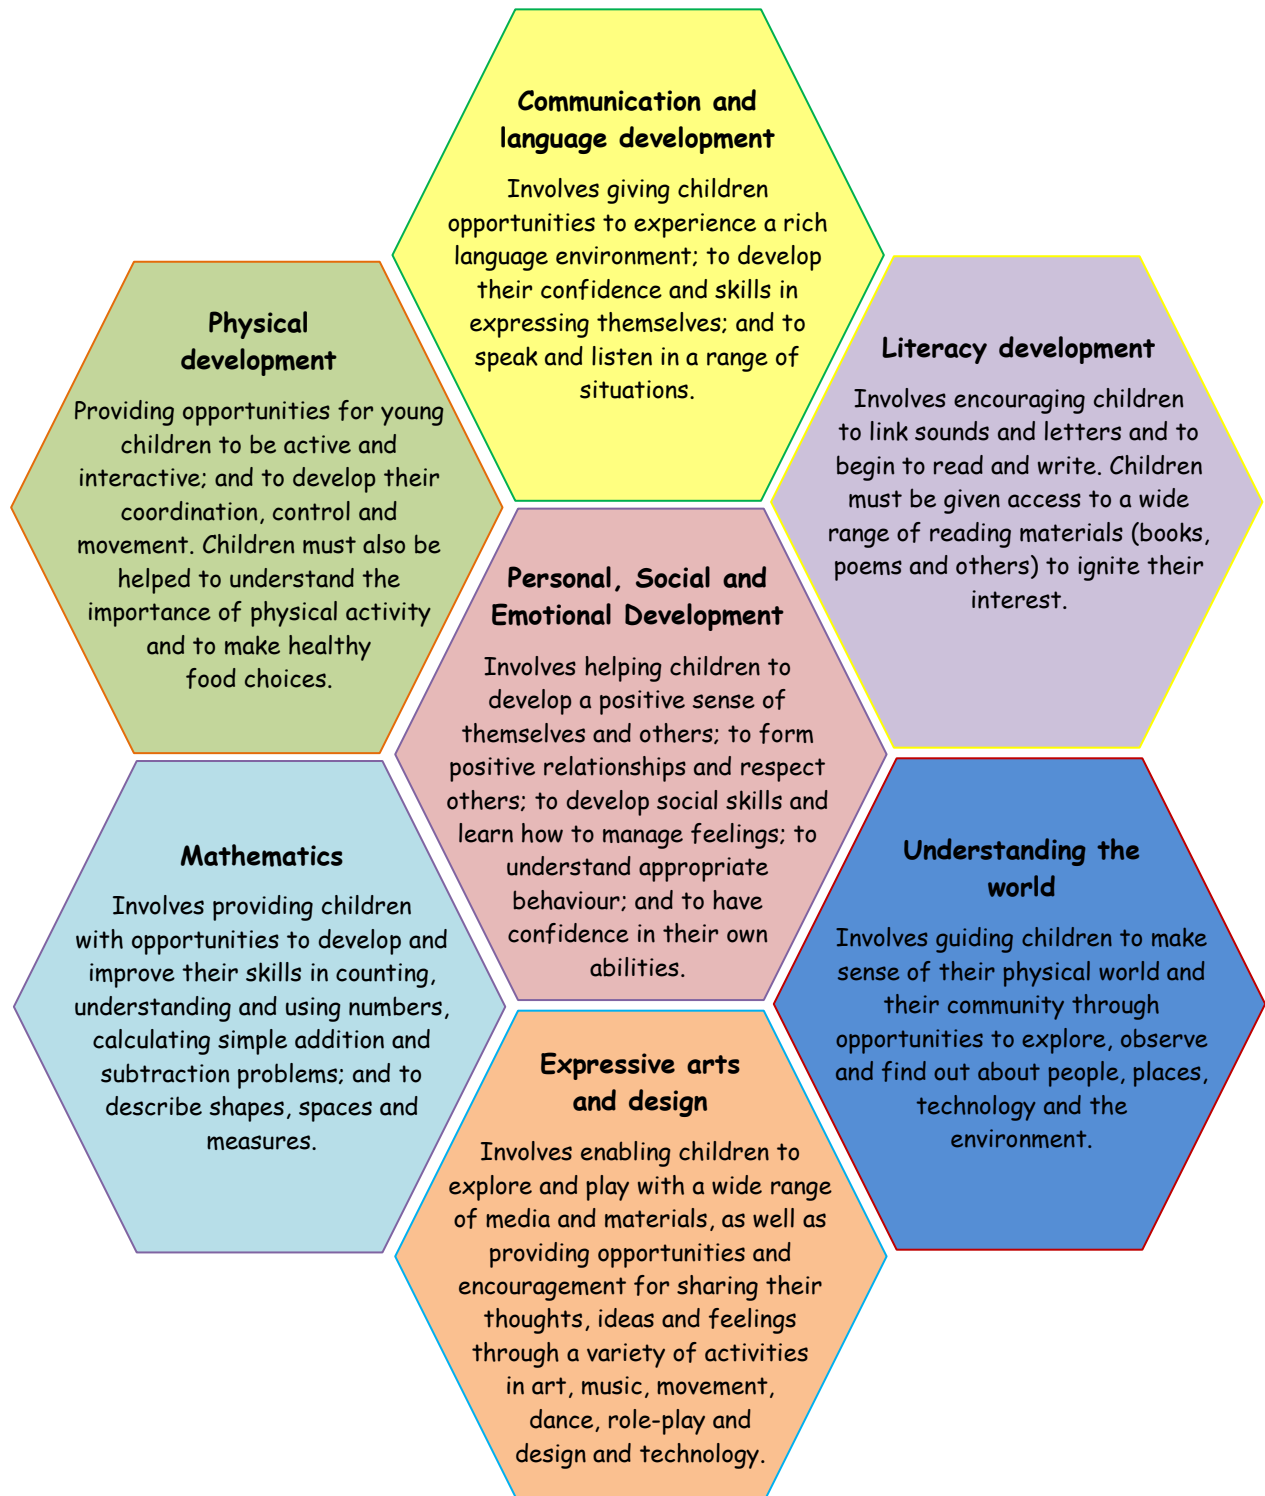 Communication and
language development
Involves giving children
opportunities to experience a rich
language environment; to develop
their confidence and skills in
expressing themselves; and to
speak and listen in a range of
situations.
Physical
development
Providing opportunities for young
children to be active and
interactive; and to develop their
coordination, control and
movement. Children must also be
helped to understand the
importance of physical activity
and to make healthy
food choices.
Literacy development
Involves encouraging children
to link sounds and letters and to
begin to read and write. Children
must be given access to a wide
range of reading materials (books,
poems and others) to ignite their
interest.
Personal, Social and
Emotional Development
Involves helping children to
develop a positive sense of
themselves and others; to form
positive relationships and respect
others; to develop social skills and
learn how to manage feelings; to
understand appropriate
behaviour; and to have
confidence in their own
abilities.
Mathematics
Involves providing children
with opportunities to develop and
improve their skills in counting,
understanding and using numbers,
calculating simple addition and
subtraction problems; and to
describe shapes, spaces and
measures.
Understanding the
world
Involves guiding children to make
sense of their physical world and
their community through
opportunities to explore, observe
and find out about people, places,
technology and the
environment.
Expressive arts
and design
Involves enabling children to
explore and play with a wide range
of media and materials, as well as
providing opportunities and
encouragement for sharing their
thoughts, ideas and feelings
through a variety of activities
in art, music, movement,
dance, role-play and
design and technology.